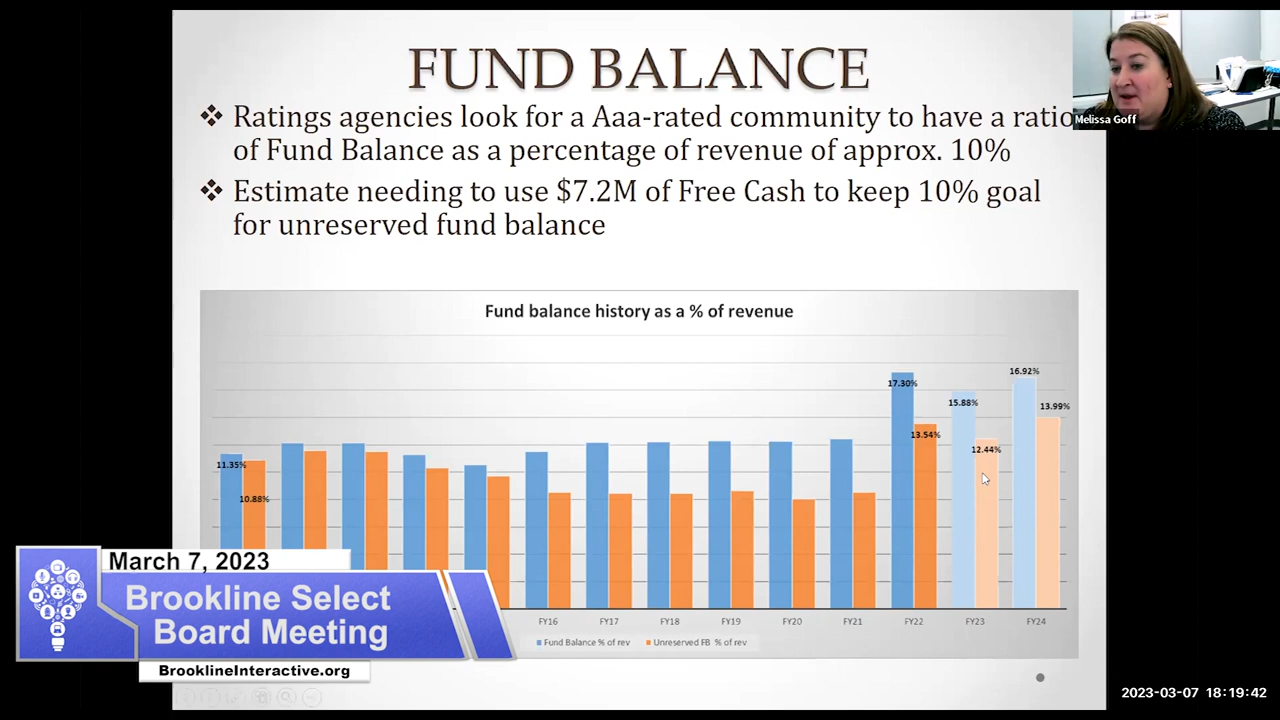 FUND BALANCE
❖ Ratings agencies look for a Aaa-rated community to have a ratio
of Fund Balance as a percentage of revenue of approx. 10%
❖ Estimate needing to use $7.2M of Free Cash to keep 10% goal
for unreserved fund balance
Melissa Goff
Fund balance history as a % of revenue
16.92%
17.30%
15.88%
13.99%
13.54%
12.44%
11.35%
10.88%
FY16 FY17 FY18 FY19 FY20 FY21 FY22 FY23 FY24
Fund Balance % of rev Unreserved FB % of rev
March 7, 2023
Brookline Select
Board Meeting
BrooklineInteractive.org
2023-03-07 18:19:42